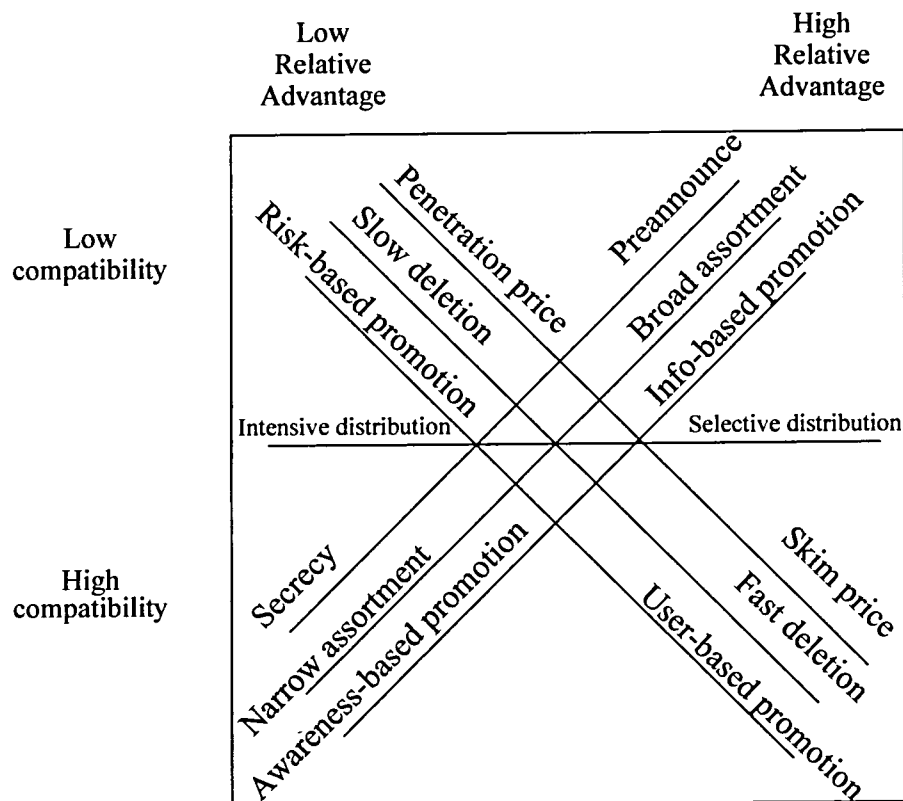 Low
Relative
Advantage
High
Relative
Advantage
Low
compatibility
Penetration price
Slow deletion
Risk-based promotion
Preannounce
Broad assortment
Info-based promotion
Intensive distribution
Selective distribution
High
compatibility
Secrecy
Narrow assortment
Awareness-based promotion
Skim price
Fast deletion
User-based promotion